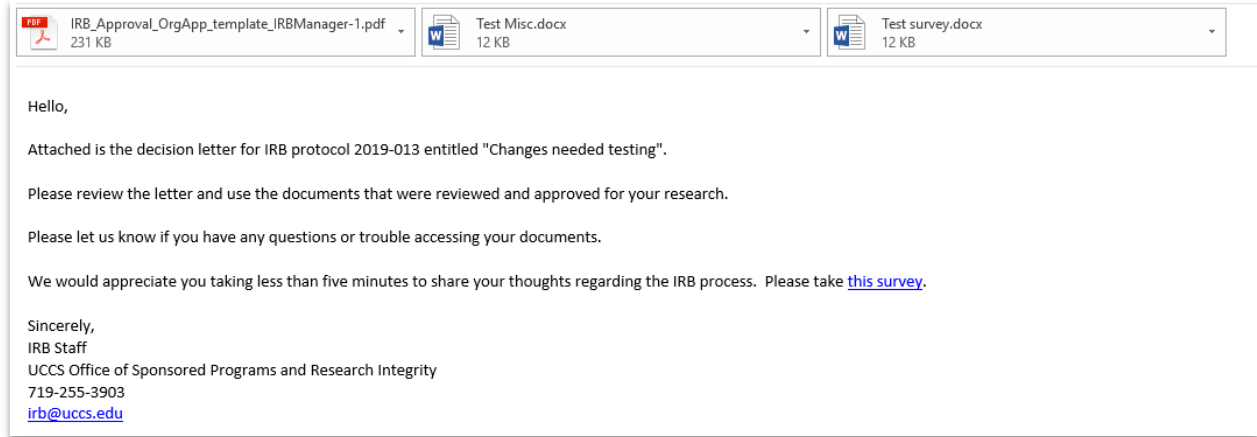 IRB_Approval_OrgApp_template_IRBManager-1.pdf
231 KB
Test Misc.docx
12 KB
Test survey.docx
12 KB
Hello,
Attached is the decision letter for IRB protocol 2019-013 entitled "Changes needed testing".
Please review the letter and use the documents that were reviewed and approved for your research.
Please let us know if you have any questions or trouble accessing your documents.
We would appreciate you taking less than five minutes to share your thoughts regarding the IRB process.  Please take this survey.
Sincerely,
IRB Staff
UCCS Office of Sponsored Programs and Research Integrity
719-255-3903
irb@uccs.edu